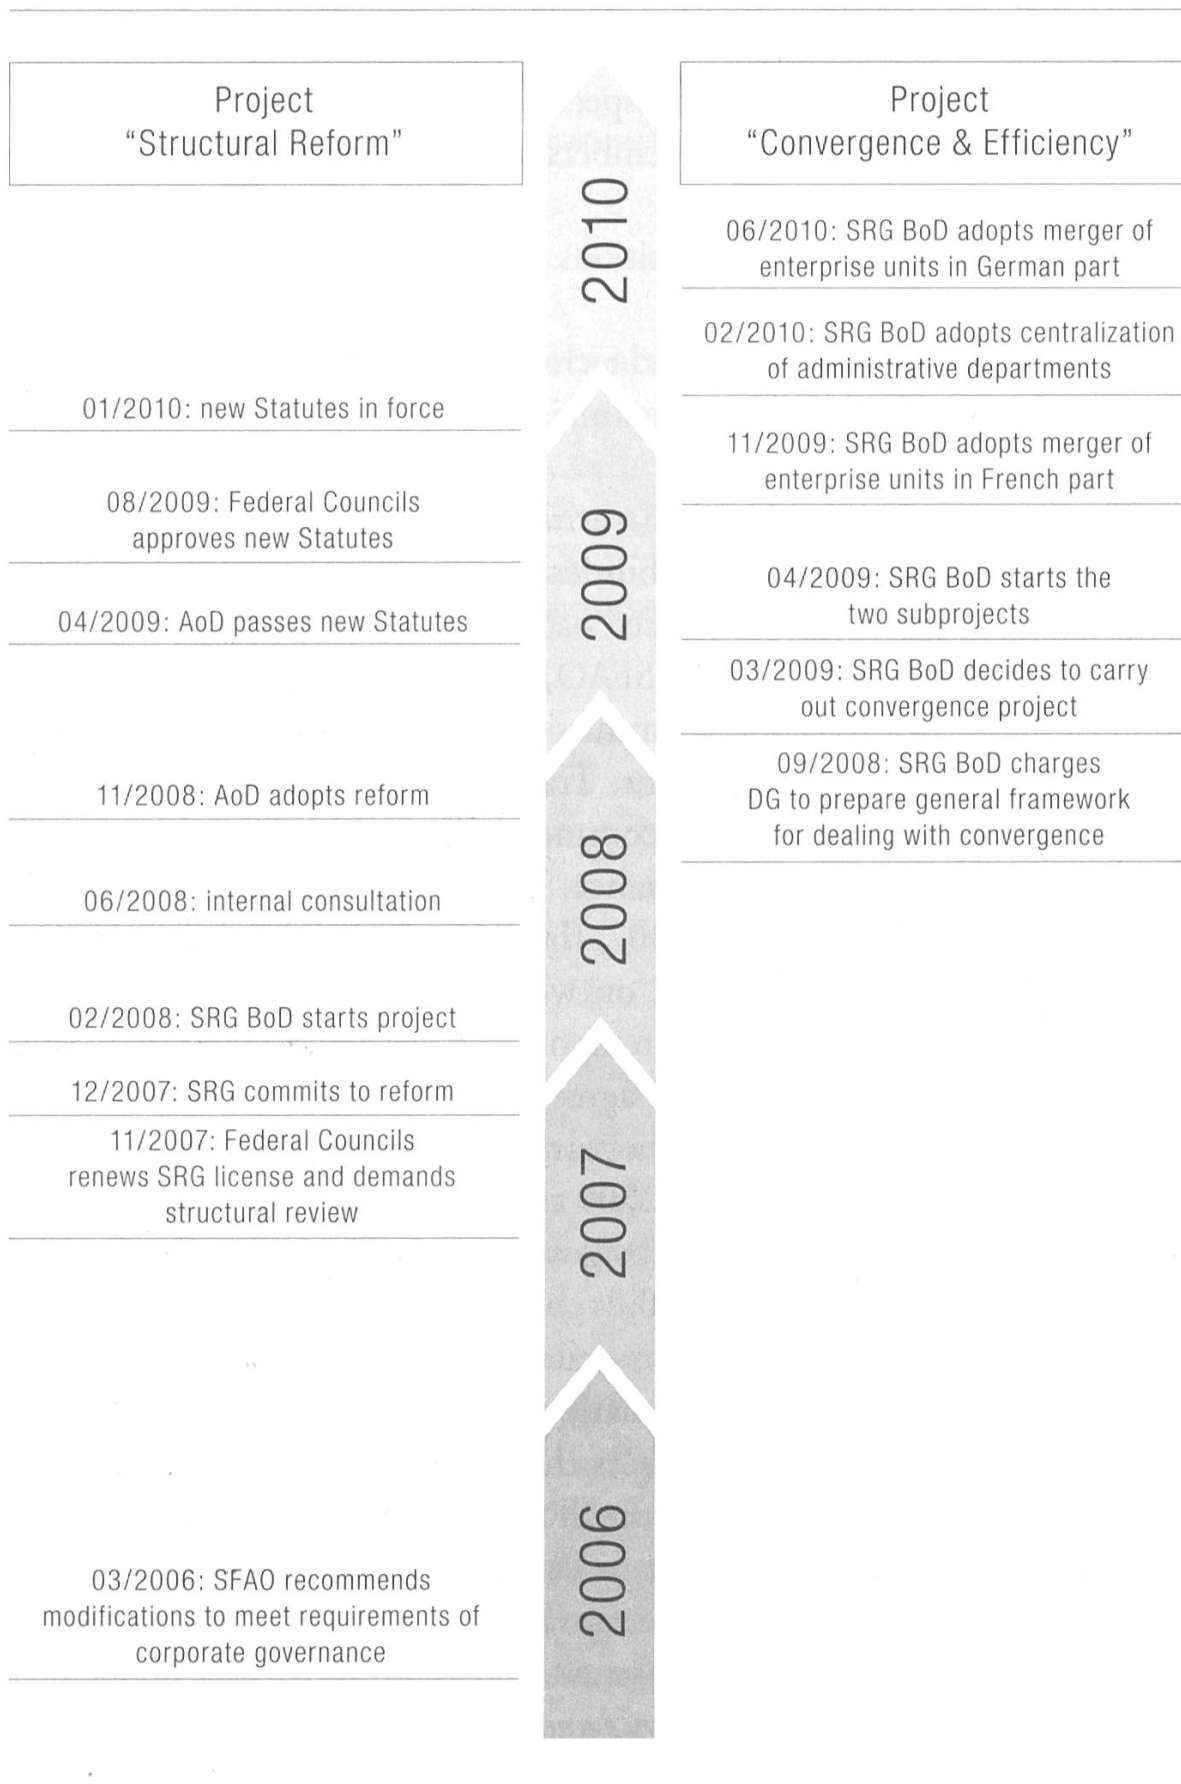 Project
“Structural Reform”
01/2010: new Statutes in force
08/2009: Federal Councils
approves new Statutes
04/2009: AoD passes new Statutes
11/2008: AoD adopts reform
06/2008: internal consultation
02/2008: SRG BoD starts project
12/2007: SRG commits to reform
11/2007: Federal Councils
renews SRG license and demands
structural review
03/2006: SFAO recommends
modifications to meet requirements of
corporate governance
2010
2009
2008
2007
2006
Project
“Convergence & Efficiency”
06/2010: SRG BoD adopts merger of
enterprise units in German part
02/2010: SRG BoD adopts centralization
of administrative departments
11/2009: SRG BoD adopts merger of
enterprise units in French part
04/2009: SRG BoD starts the
two subprojects
03/2009: SRG BoD decides to carry
out convergence project
09/2008: SRG BoD charges
DG to prepare general framework
for dealing with convergence